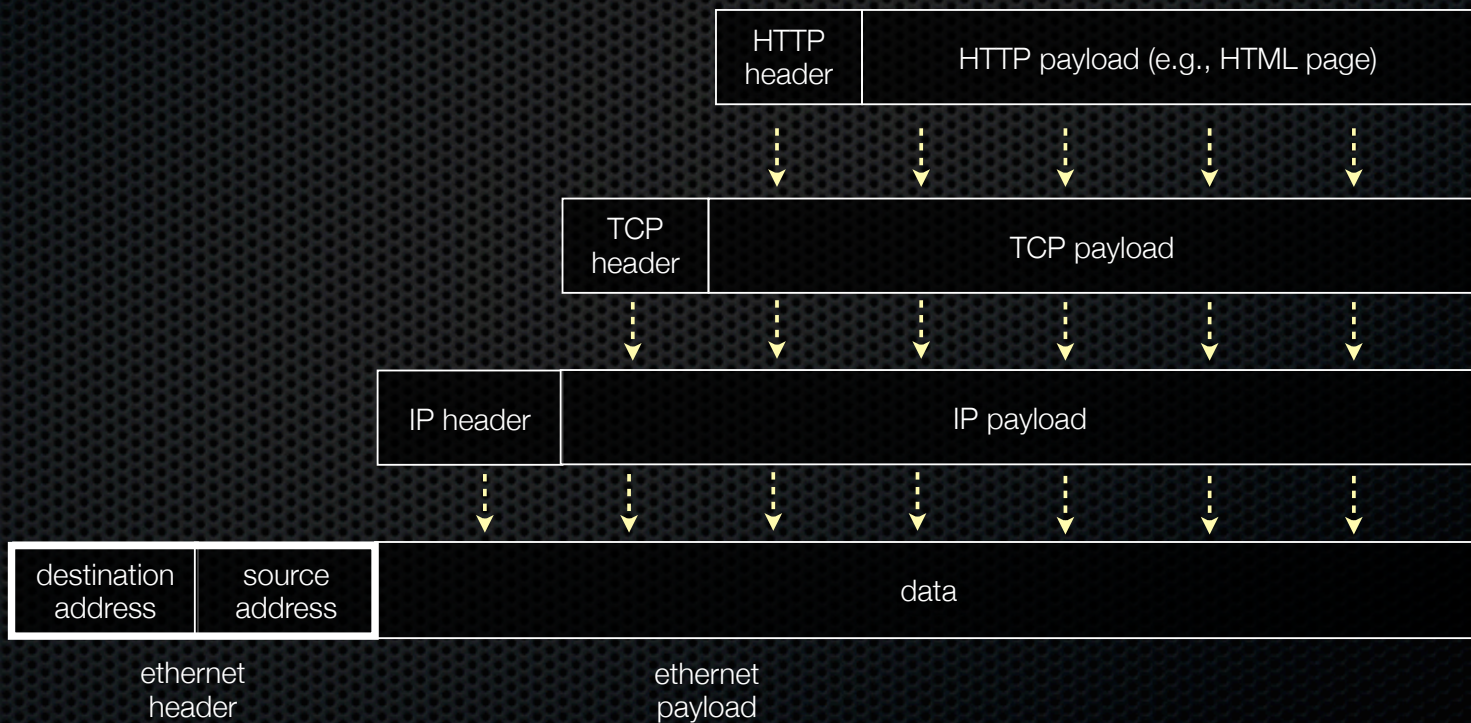 HTTP
header
HTTP payload (e.g., HTML page)
TCP
header
TCP payload
IP header
IP payload
destination
address
source
address
data
ethernet
header
ethernet
payload